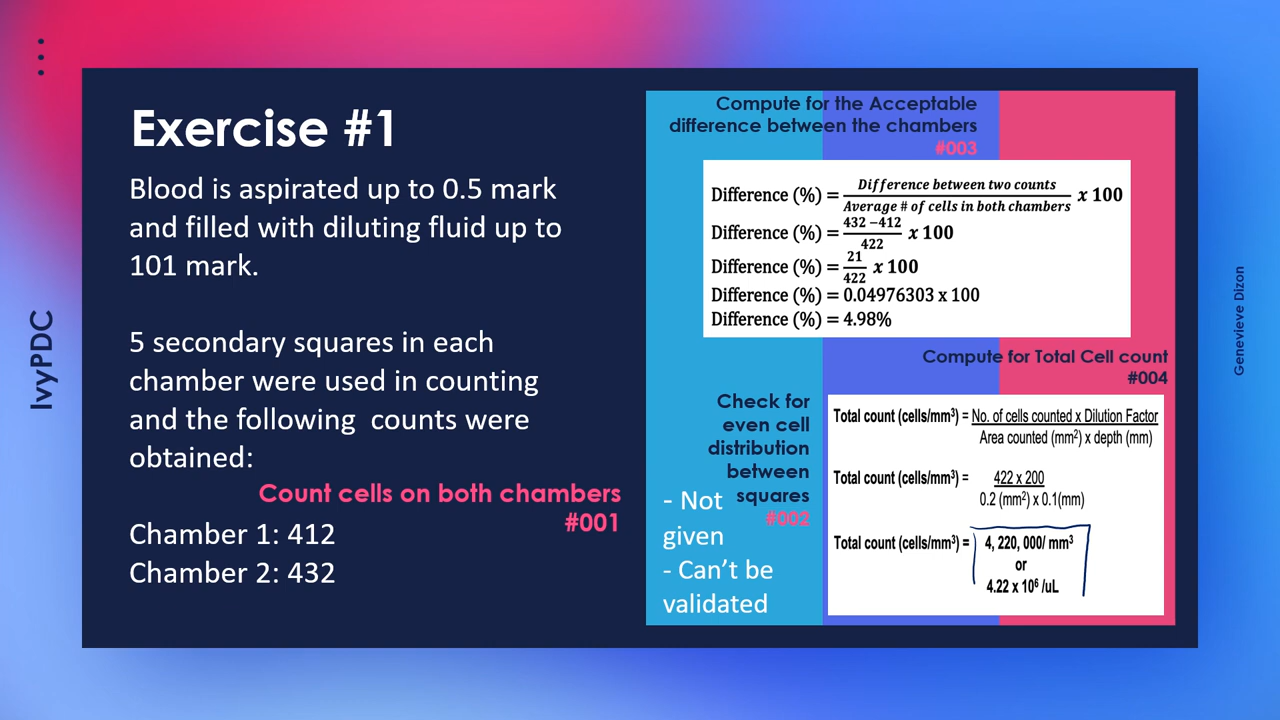 Exercise #1
Blood is aspirated up to 0.5 mark
and filled with diluting fluid up to
101 mark.
5 secondary squares in each
chamber were used in counting
and the following counts were
obtained:
Count cells on both chambers
#001
Chamber 1: 412
Chamber 2: 432
Compute for the Acceptable
difference between the chambers
#003
Difference (%) = Difference between two counts / Average # of cells in both chambers x 100
Difference (%) = 432 −412 / 422 x 100
Difference (%) = 21 / 422 x 100
Difference (%) = 0.04976303 x 100
Difference (%) = 4.98%
Check for
even cell
distribution
between
squares
#002
- Not
given
- Can't be
validated
Compute for Total Cell count
#004
Total count (cells/mm³) = No. of cells counted x Dilution Factor
Area counted (mm²) x depth (mm)
Total count (cells/mm³) = 422 x 200
0.2 (mm²) x 0.1(mm)
Total count (cells/mm³) = 4, 220, 000/ mm³
or
4.22 x 10⁶ /uL
IvyPDC
Genevieve Dizon